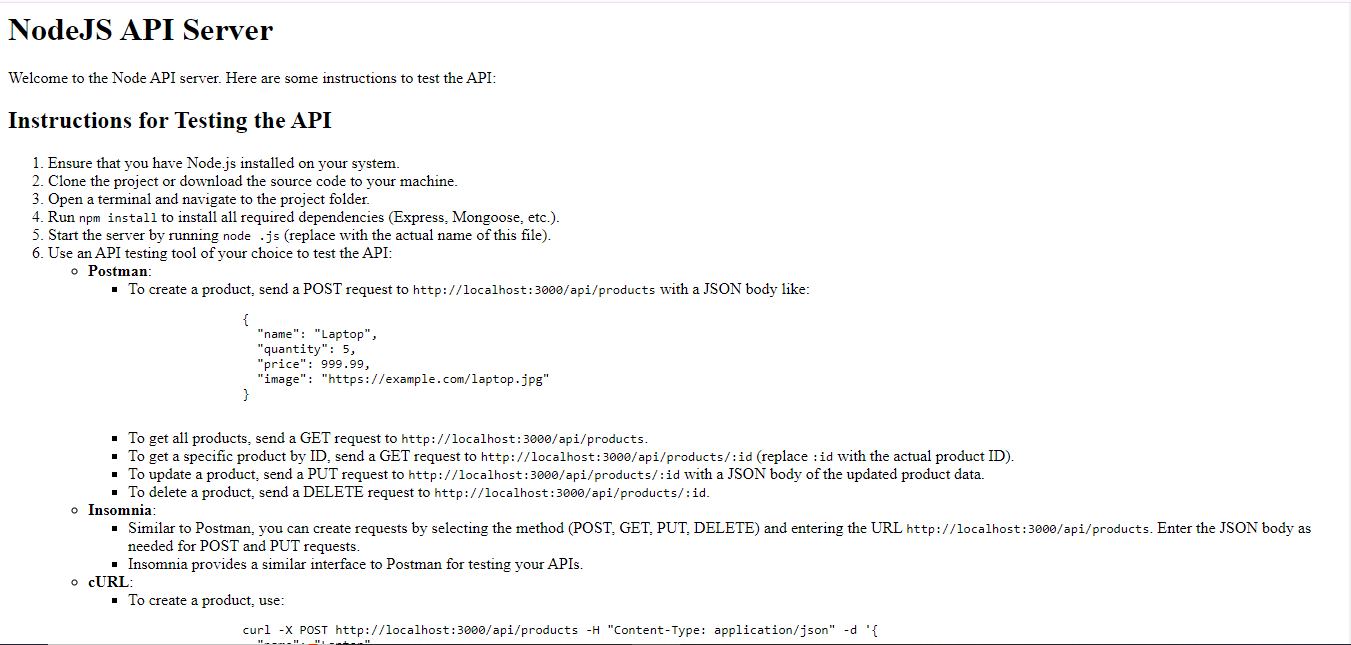 NodeJS API Server
Welcome to the Node API server. Here are some instructions to test the API:
Instructions for Testing the API
1. Ensure that you have Node.js installed on your system.
2. Clone the project or download the source code to your machine.
3. Open a terminal and navigate to the project folder.
4. Run npm install to install all required dependencies (Express, Mongoose, etc.).
5. Start the server by running node .js (replace with the actual name of this file).
6. Use an API testing tool of your choice to test the API:
Postman:
To create a product, send a POST request to http://localhost:3000/api/products with a JSON body like:
{
"name": "Laptop",
"quantity": 5,
"price": 999.99,
"image": "https://example.com/laptop.jpg"
}
To get all products, send a GET request to http://localhost:3000/api/products.
To get a specific product by ID, send a GET request to http://localhost:3000/api/products/:id (replace :id with the actual product ID).
To update a product, send a PUT request to http://localhost:3000/api/products/:id with a JSON body of the updated product data.
To delete a product, send a DELETE request to http://localhost:3000/api/products/:id.
Insomnia:
Similar to Postman, you can create requests by selecting the method (POST, GET, PUT, DELETE) and entering the URL http://localhost:3000/api/products. Enter the JSON body as
needed for POST and PUT requests.
Insomnia provides a similar interface to Postman for testing your APIs.
cURL:
To create a product, use:
curl -X POST http://localhost:3000/api/products -H "Content-Type: application/json" -d '{